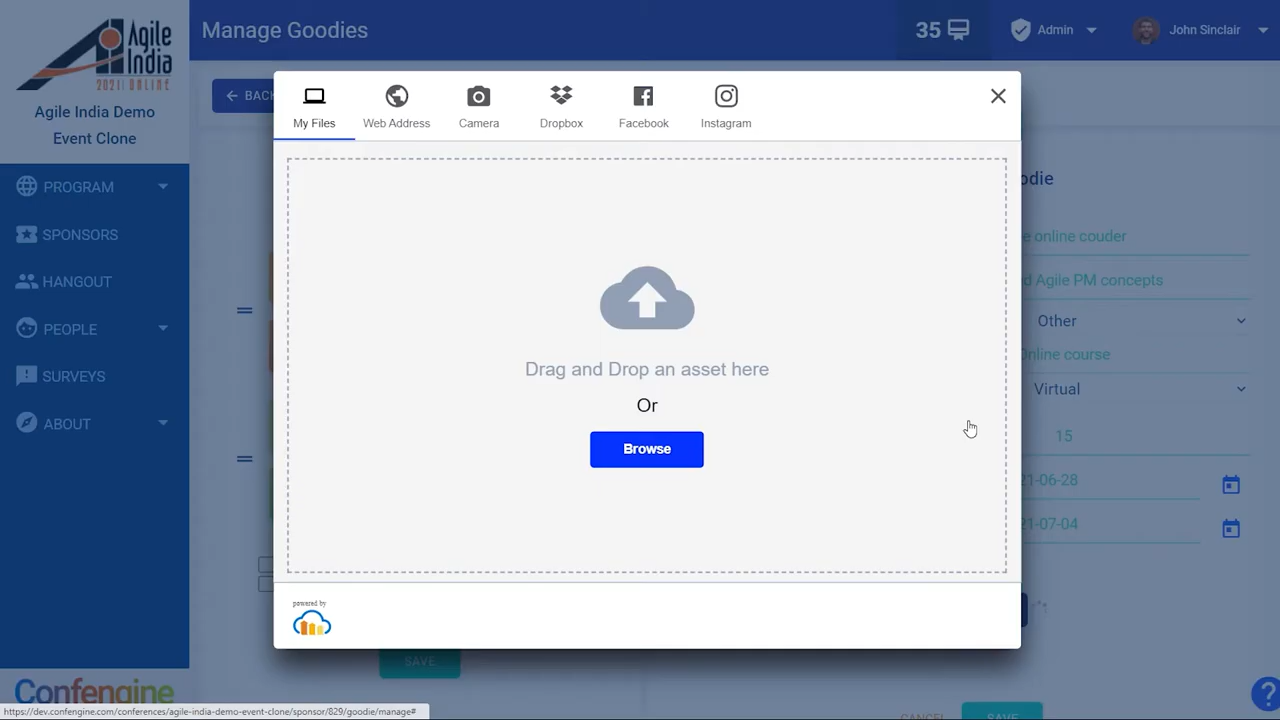 Agile
India
2021 ONLINE
Agile India Demo
Event Clone
Manage Goodies
35
Admin
John Sinclair
BACK
My Files
Web Address
Camera
Dropbox
Facebook
Instagram
Drag and Drop an asset here
Or
Browse
powered by
PROGRAM
SPONSORS
HANGOUT
PEOPLE
SURVEYS
ABOUT
Confengine
online couder
Agile PM concepts
Other
Online course
Virtual
15
21-06-28
21-07-04
SAVE
CANCEL
SAVE
https://dev.confengine.com/conferences/agile-india-demo-event-clone/sponsor/829/goodie/manage#